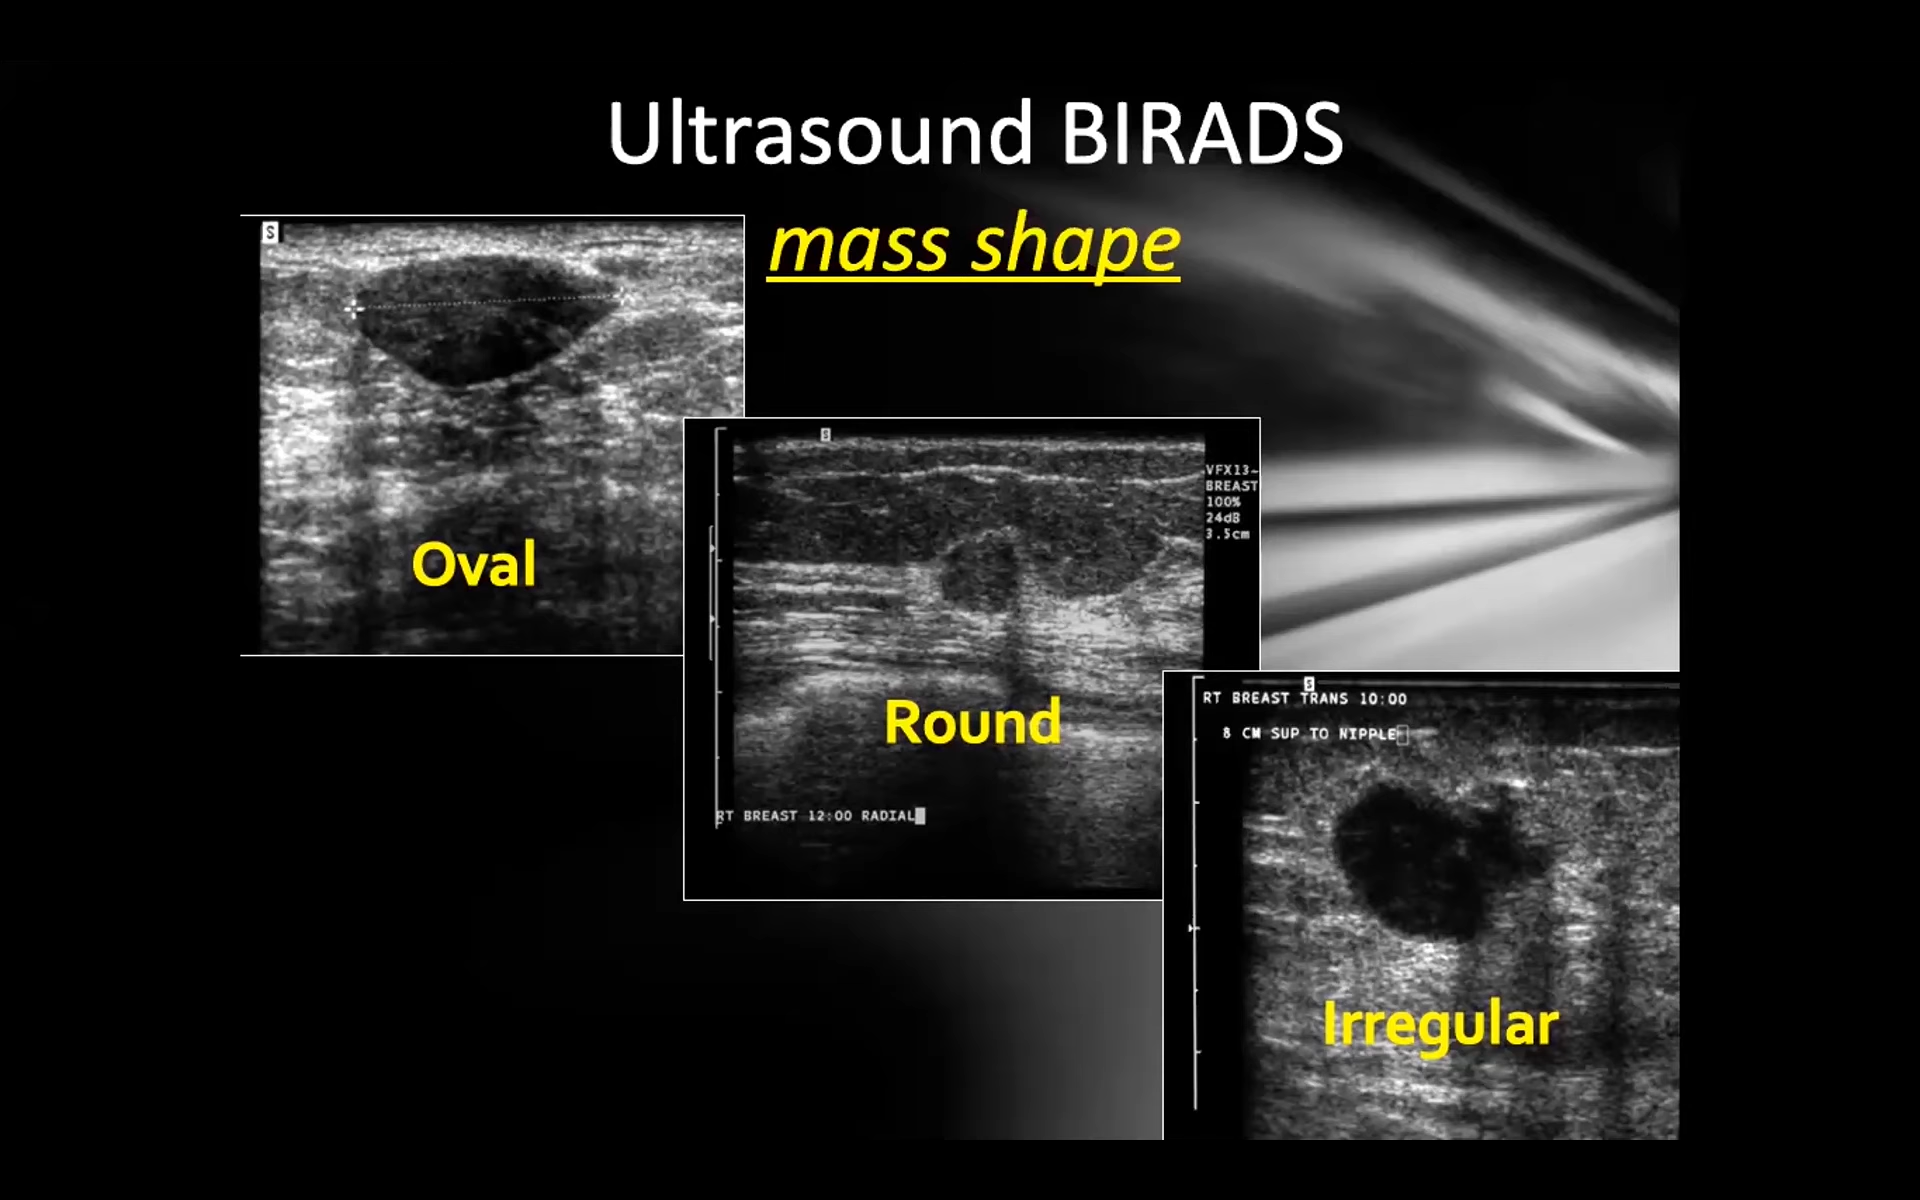 Ultrasound BIRADS
mass shape
S
Oval
S
VFX13-
BREAST
100%
24dB
3.5cm
Round
RT BREAST 12:00 RADIAL
S
RT BREAST TRANS 10:00
8 CM SUP TO NIPPLE
Irregular